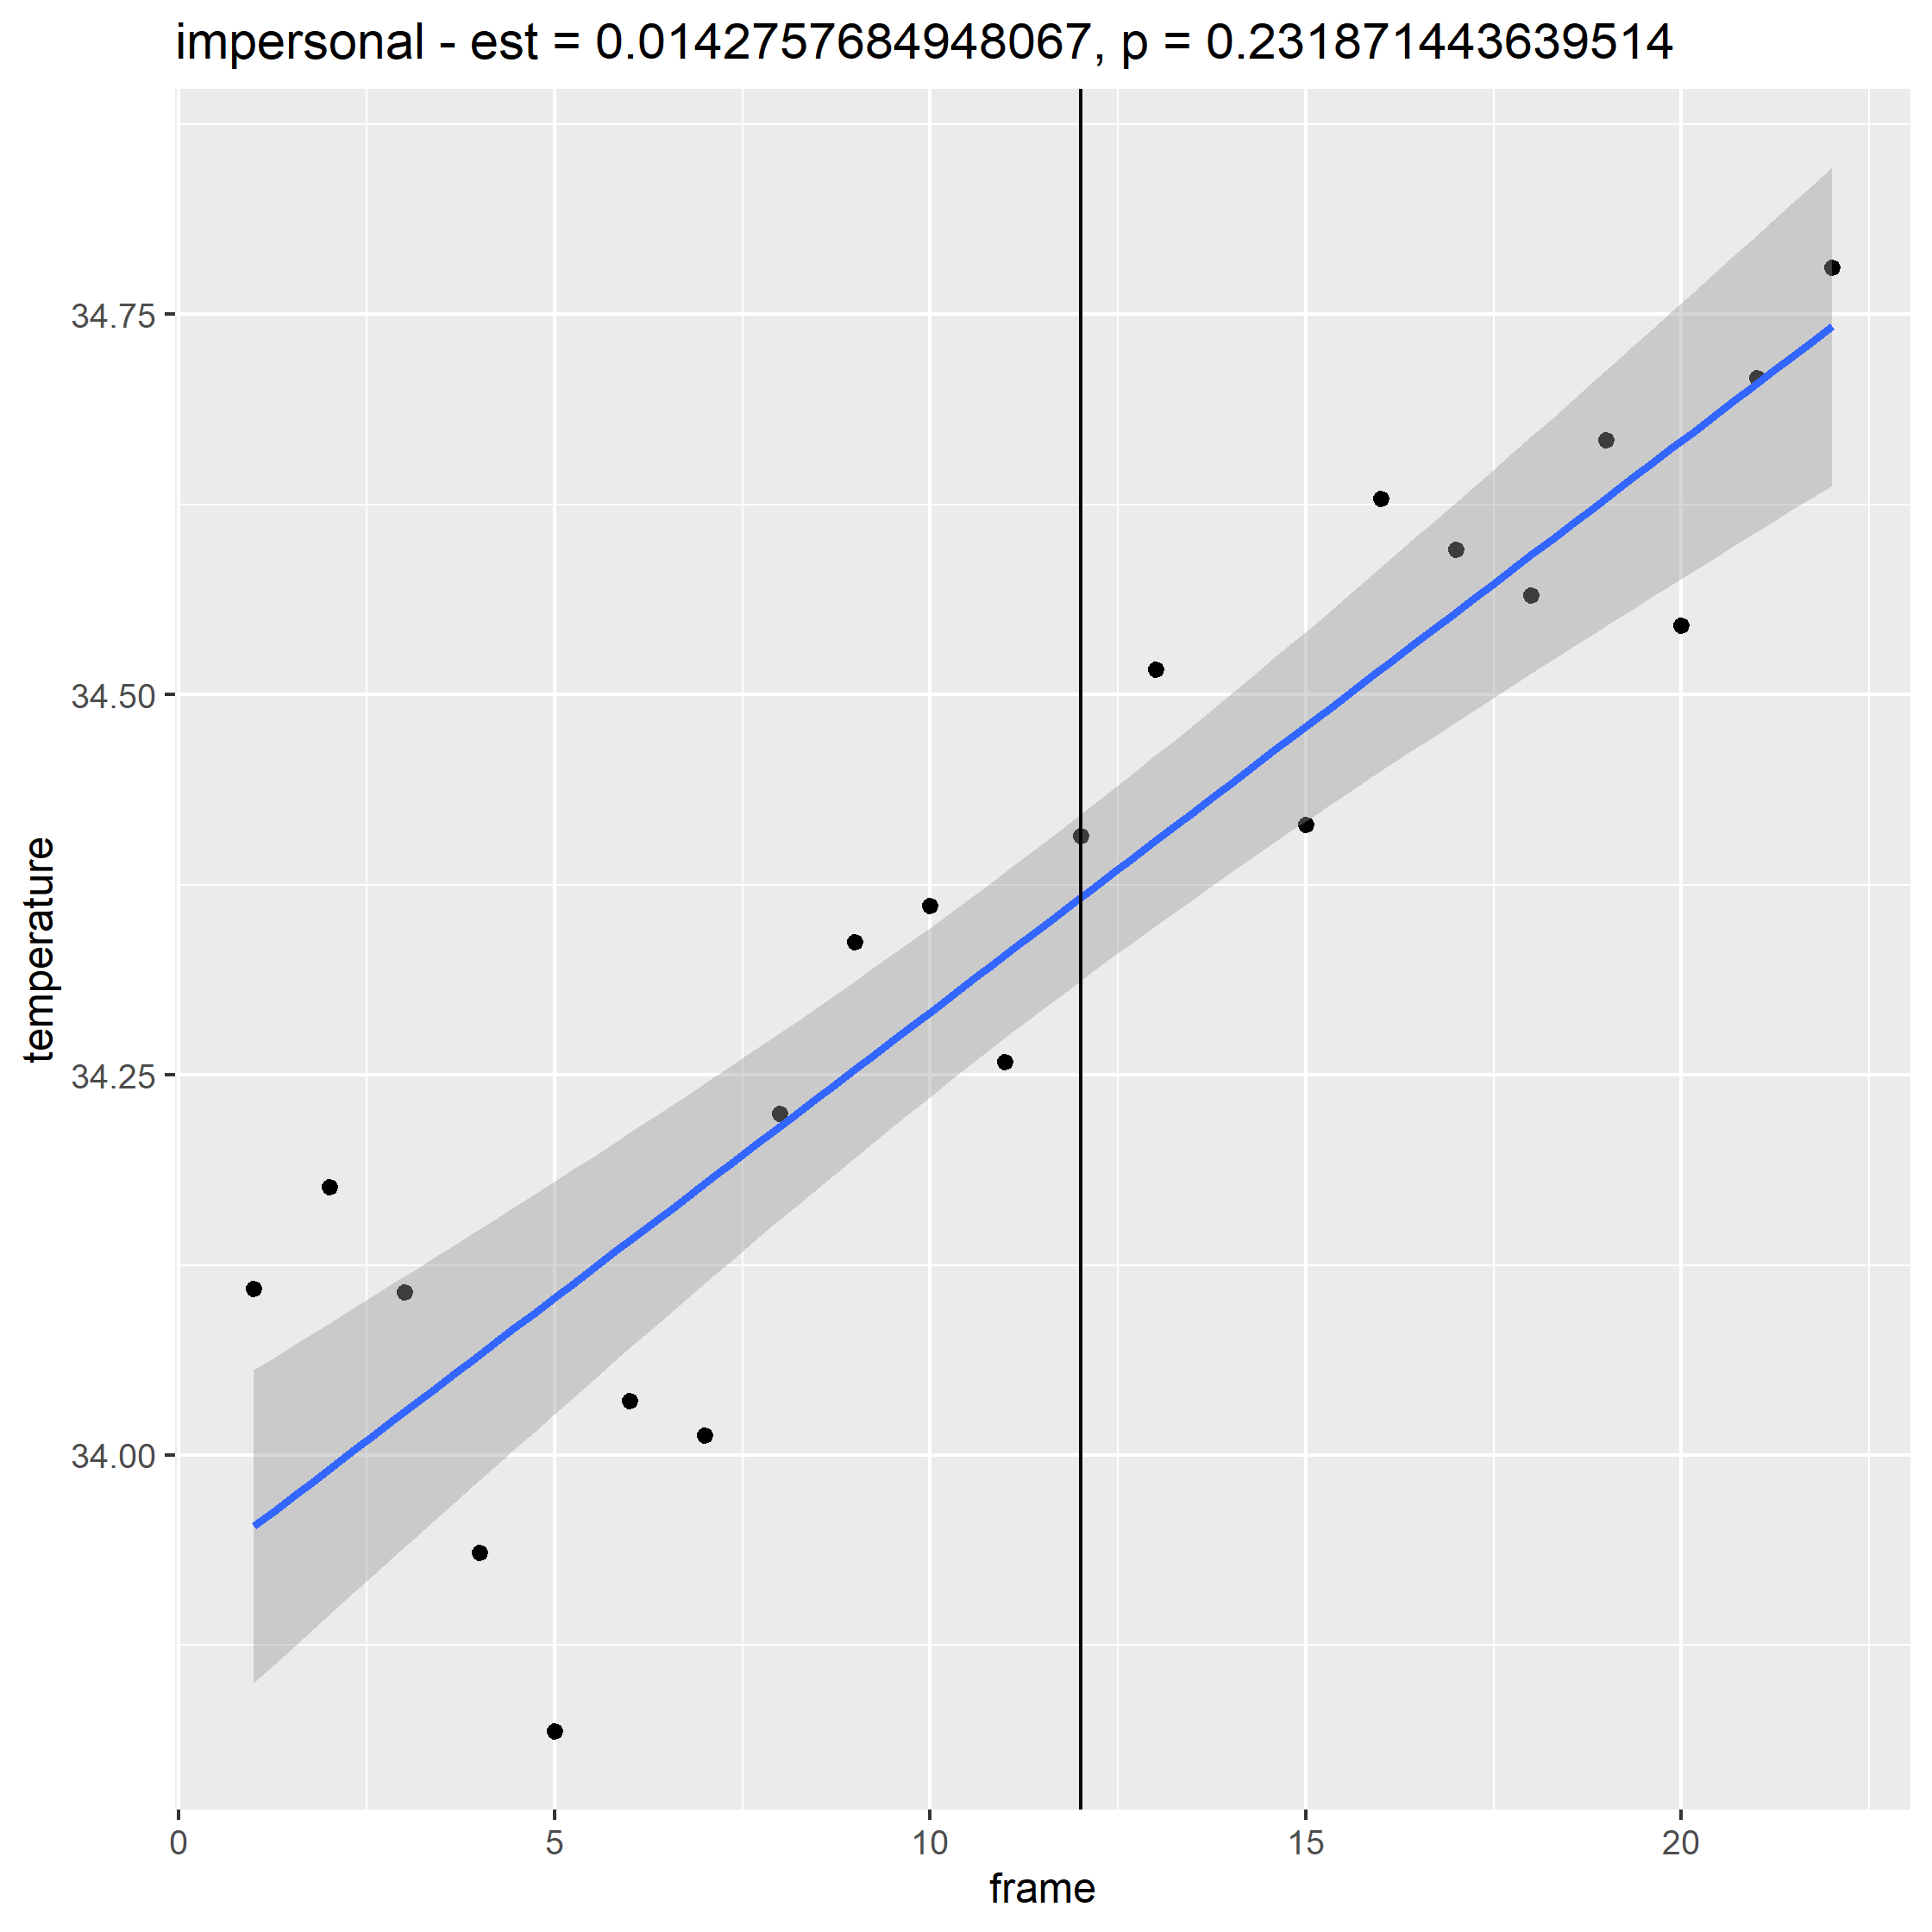 impersonal - est = 0.0142757684948067, p = 0.231871443639514
34.75
34.50
34.25
34.00
temperature
0 5 10 15 20
frame